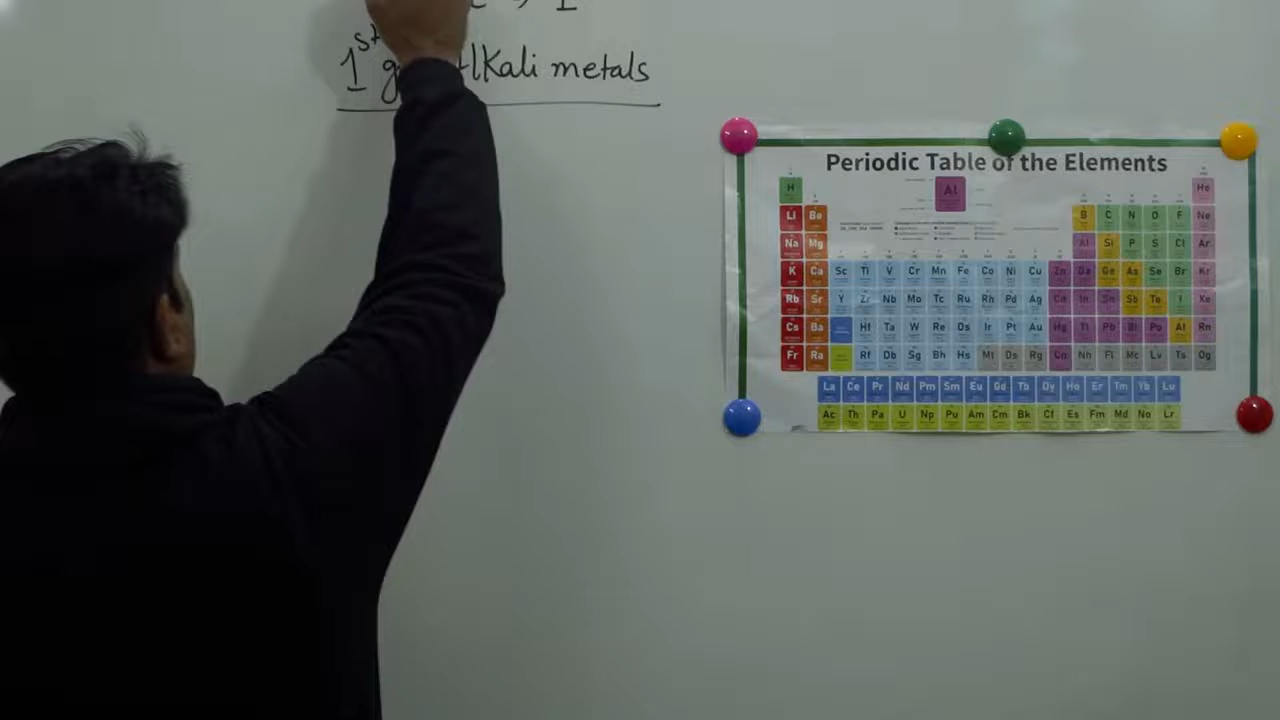 1st
alkali metals
Periodic Table of the Elements
Al
H He
Li Be B C N O F Ne
Na Mg Al Si P S Cl Ar
K Ca Sc Ti V Cr Mn Fe Co Ni Cu Zn Ga Ge As Se Br Kr
Rb Sr Y Zr Nb Mo Tc Ru Rh Pd Ag Cd In Sn Sb Te I Xe
Cs Ba Hf Ta W Re Os Ir Pt Au Hg Tl Pb Bi Po At Rn
Fr Ra Rf Db Sg Bh Hs Mt Ds Rg Cn Nh Fl Mc Lv Ts Og
La Ce Pr Nd Pm Sm Eu Gd Tb Dy Ho Er Tm Yb Lu
Ac Th Pa U Np Pu Am Cm Bk Cf Es Fm Md No Lr